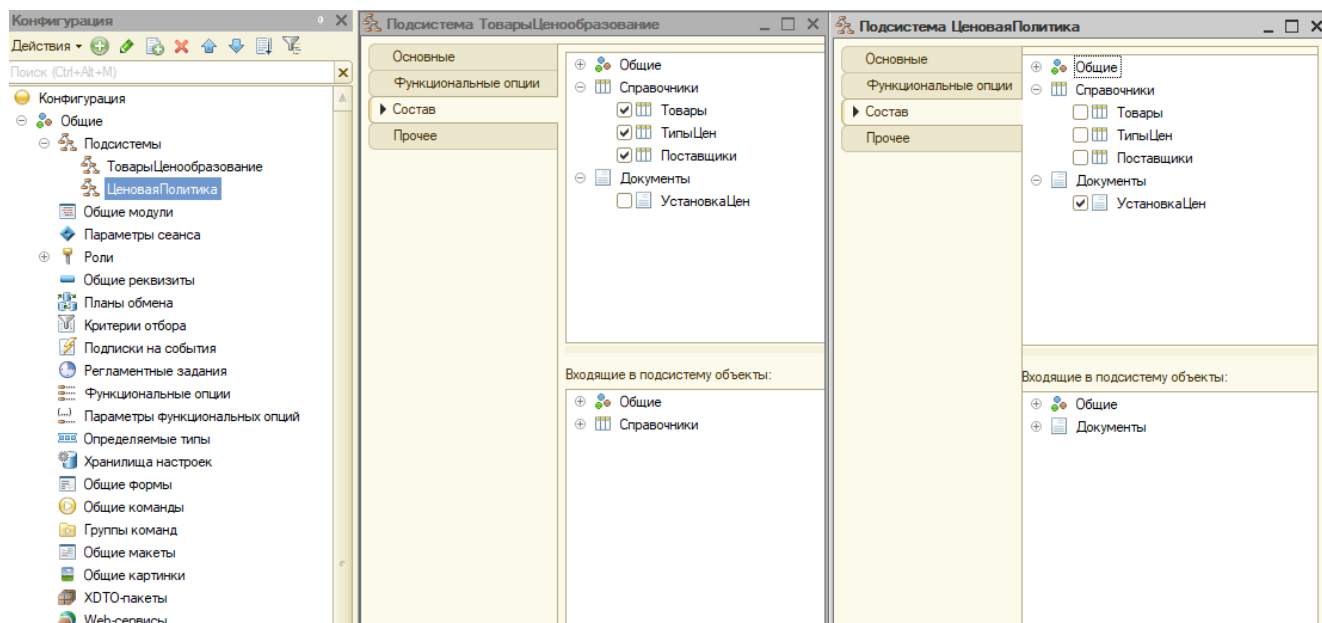 Конфигурация
Действия
Поиск (Ctrl+Alt+M)
Конфигурация
Общие
Подсистемы
ТоварыЦенообразование
ЦеноваяПолитика
Общие модули
Параметры сеанса
Роли
Общие реквизиты
Планы обмена
Критерии отбора
Подписки на события
Регламентные задания
Функциональные опции
Параметры функциональных опций
Определяемые типы
Хранилища настроек
Общие формы
Общие команды
Группы команд
Общие макеты
Общие картинки
XDTO-пакеты
Web-сервисы
Подсистема ТоварыЦенообразование
Основные
Функциональные опции
Состав
Прочее
Общие
Справочники
Товары
ТипыЦен
Поставщики
Документы
УстановкаЦен
Входящие в подсистему объекты:
Общие
Справочники
Подсистема ЦеноваяПолитика
Основные
Функциональные опции
Состав
Прочее
Общие
Справочники
Товары
ТипыЦен
Поставщики
Документы
УстановкаЦен
Входящие в подсистему объекты:
Общие
Документы